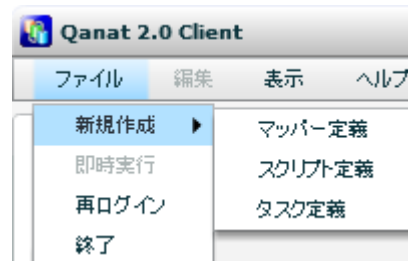 Qanat 2.0 Client
ファイル 編集 表示 ヘルプ
新規作成 マッパー定義
即時実行 スクリプト定義
再ログイン タスク定義
終了